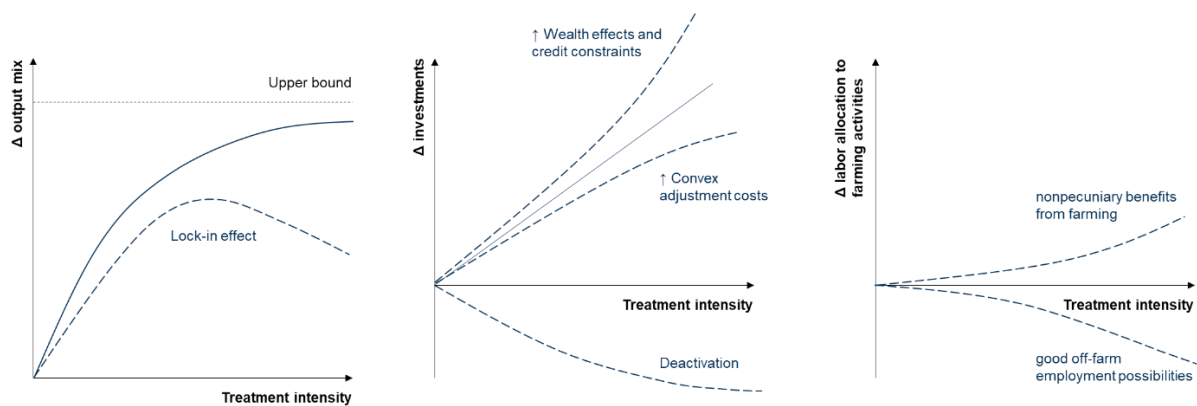 Δ output mix
Upper bound
Lock-in effect
Treatment intensity
Δ investments
↑ Wealth effects and
credit constraints
↑ Convex
adjustment costs
Treatment intensity
Deactivation
Δ labor allocation to
farming activities
nonpecuniary benefits
from farming
Treatment intensity
good off-farm
employment possibilities